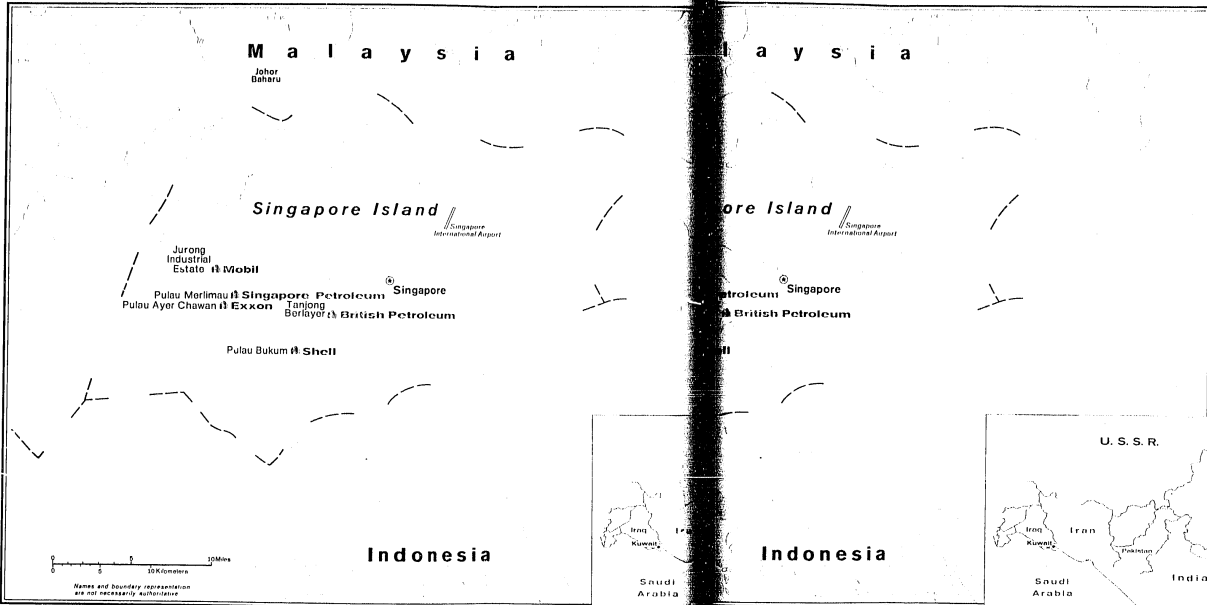 Malaysia
Johor
Baharu
Singapore Island
Singapore
International Airport
Jurong
Industrial
Estate Mobil
Pulau Merlimau Singapore Petroleum
Singapore
Pulau Ayer Chawan Exxon
Tanjong
Berlayer British Petroleum
Pulau Bukum Shell
Indonesia
0 5 10 Miles
0 5 10 Kilometers
Names and boundary representation
are not necessarily authoritative
Iraq
Kuwait
Saudi
Arabia
laysia
ore Island
Singapore
International Airport
Singapore
troleum
British Petroleum
ll
Indonesia
U.S.S.R.
Iraq
Iran
Kuwait
Pakistan
Saudi
Arabia
India